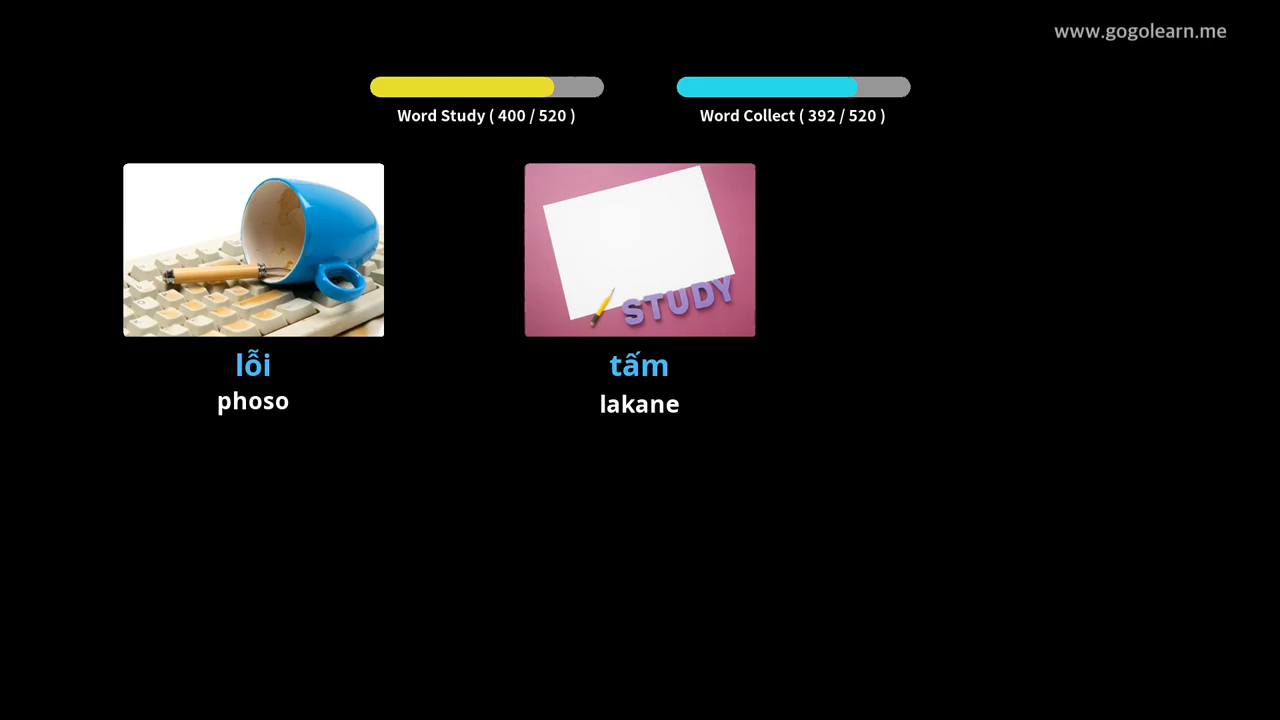 www.gogolearn.me
Word Study ( 400 / 520 )
Word Collect ( 392 / 520 )
STUDY
lỗi
phoso
tấm
lakane